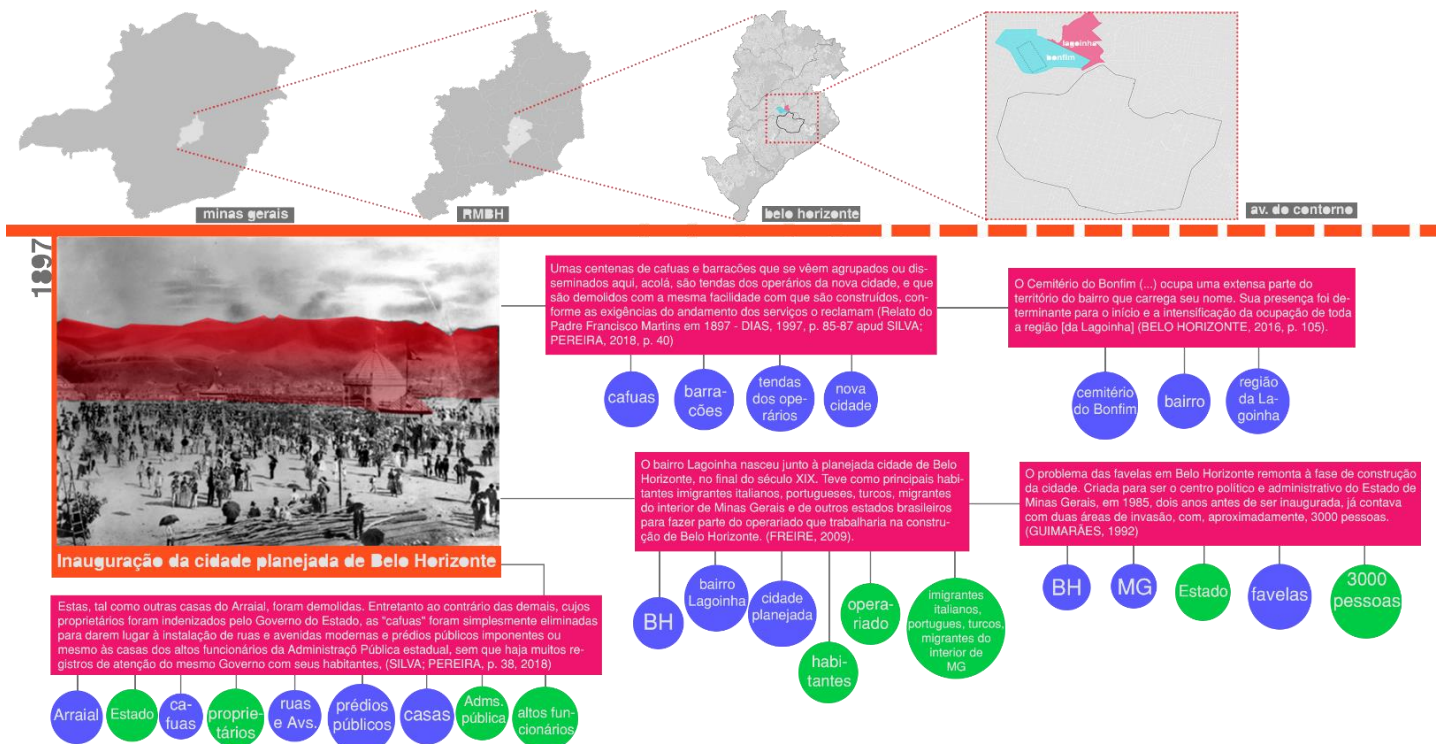 lagoinha
bonfim
minas gerais
RMBH
belo horizonte
av. do contorno
1897
Inauguração da cidade planejada de Belo Horizonte
Umas centenas de cafuas e barracões que se vêem agrupados ou dis-
seminados aqui, acolá, são tendas dos operários da nova cidade, e que
são demolidos com a mesma facilidade com que são construídos, con-
forme as exigências do andamento dos serviços o reclamam (Relato do
Padre Francisco Martins em 1897 - DIAS, 1997, p. 85-87 apud SILVA;
PEREIRA, 2018, p. 40)
cafuas
barra-
cões
tendas
dos ope-
rários
nova
cidade
O Cemitério do Bonfim (...) ocupa uma extensa parte do
território do bairro que carrega seu nome. Sua presença foi de-
terminante para o início e a intensificação da ocupação de toda
a região [da Lagoinha] (BELO HORIZONTE, 2016, p. 105).
cemitério
do Bonfim
bairro
região
da La-
goinha
O bairro Lagoinha nasceu junto à planejada cidade de Belo
Horizonte, no final do século XIX. Teve como principais habi-
tantes imigrantes italianos, portugueses, turcos, migrantes
do interior de Minas Gerais e de outros estados brasileiros
para fazer parte do operariado que trabalharia na constru-
ção de Belo Horizonte. (FREIRE, 2009).
BH
bairro
Lagoinha
cidade
planejada
habi-
tantes
opera-
riado
imigrantes
italianos,
portugues, turcos,
migrantes do
interior de
MG
O problema das favelas em Belo Horizonte remonta à fase de construção
da cidade. Criada para ser o centro político e administrativo do Estado de
Minas Gerais, em 1985, dois anos antes de ser inaugurada, já contava
com duas áreas de invasão, com, aproximadamente, 3000 pessoas.
(GUIMARÃES, 1992)
BH
MG
Estado
favelas
3000
pessoas
Estas, tal como outras casas do Arraial, foram demolidas. Entretanto ao contrário das demais, cujos
proprietários foram indenizados pelo Governo do Estado, as "cafuas" foram simplesmente eliminadas
para darem lugar à instalação de ruas e avenidas modernas e prédios públicos imponentes ou
mesmo às casas dos altos funcionários da Administraçõ Pública estadual, sem que haja muitos re-
gistros de atenção do mesmo Governo com seus habitantes, (SILVA; PEREIRA, p. 38, 2018)
Arraial
Estado
ca-
fuas
proprie-
tários
ruas
e Avs.
prédios
públicos
casas
Adms.
pública
altos fun-
cionários